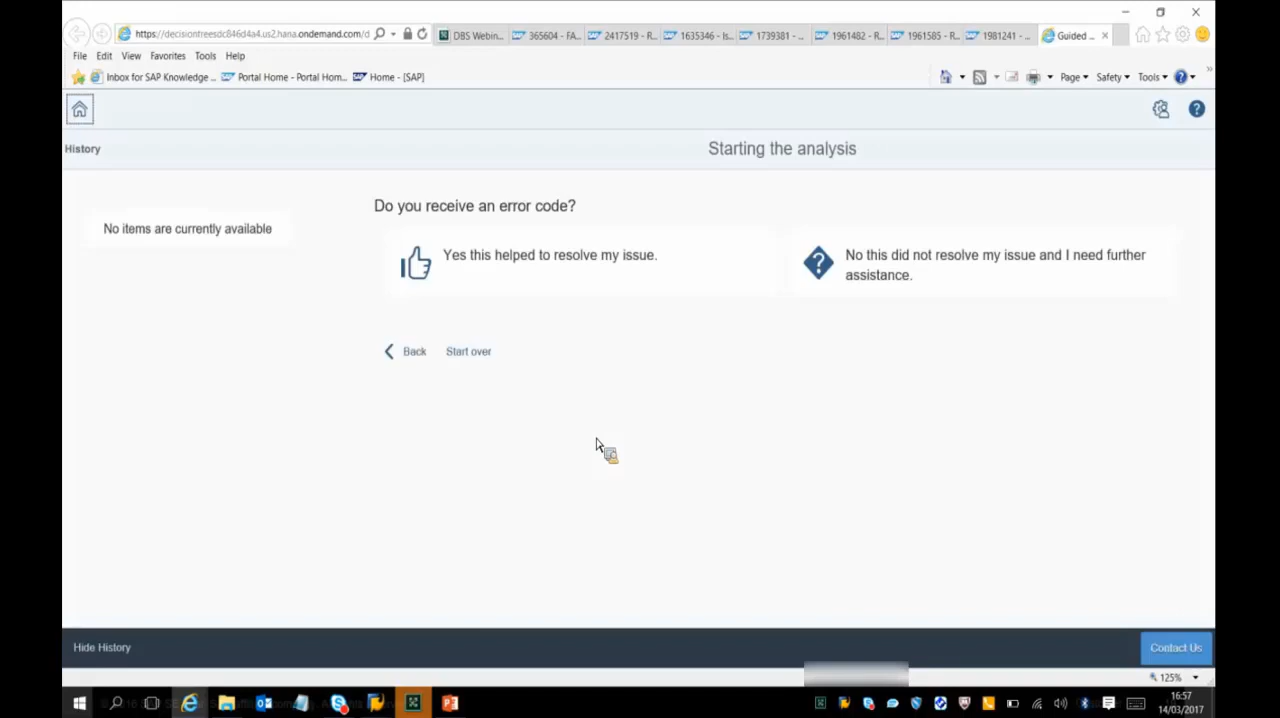 https://decisiontreesdc846d4a4.us2.hana.ondemand.com/d
DBS Webin...
365604 - FA...
2417519 - R...
1635346 - Is...
1739381 - ...
1961482 - R...
1961585 - R...
1981241 - ...
Guided ...
File Edit View Favorites Tools Help
Inbox for SAP Knowledge ... Portal Home - Portal Hom... Home - [SAP]
Page Safety Tools
History
Starting the analysis
No items are currently available
Do you receive an error code?
Yes this helped to resolve my issue.
No this did not resolve my issue and I need further
assistance.
Back Start over
Hide History
Contact Us
125%
16:57
14/03/2017